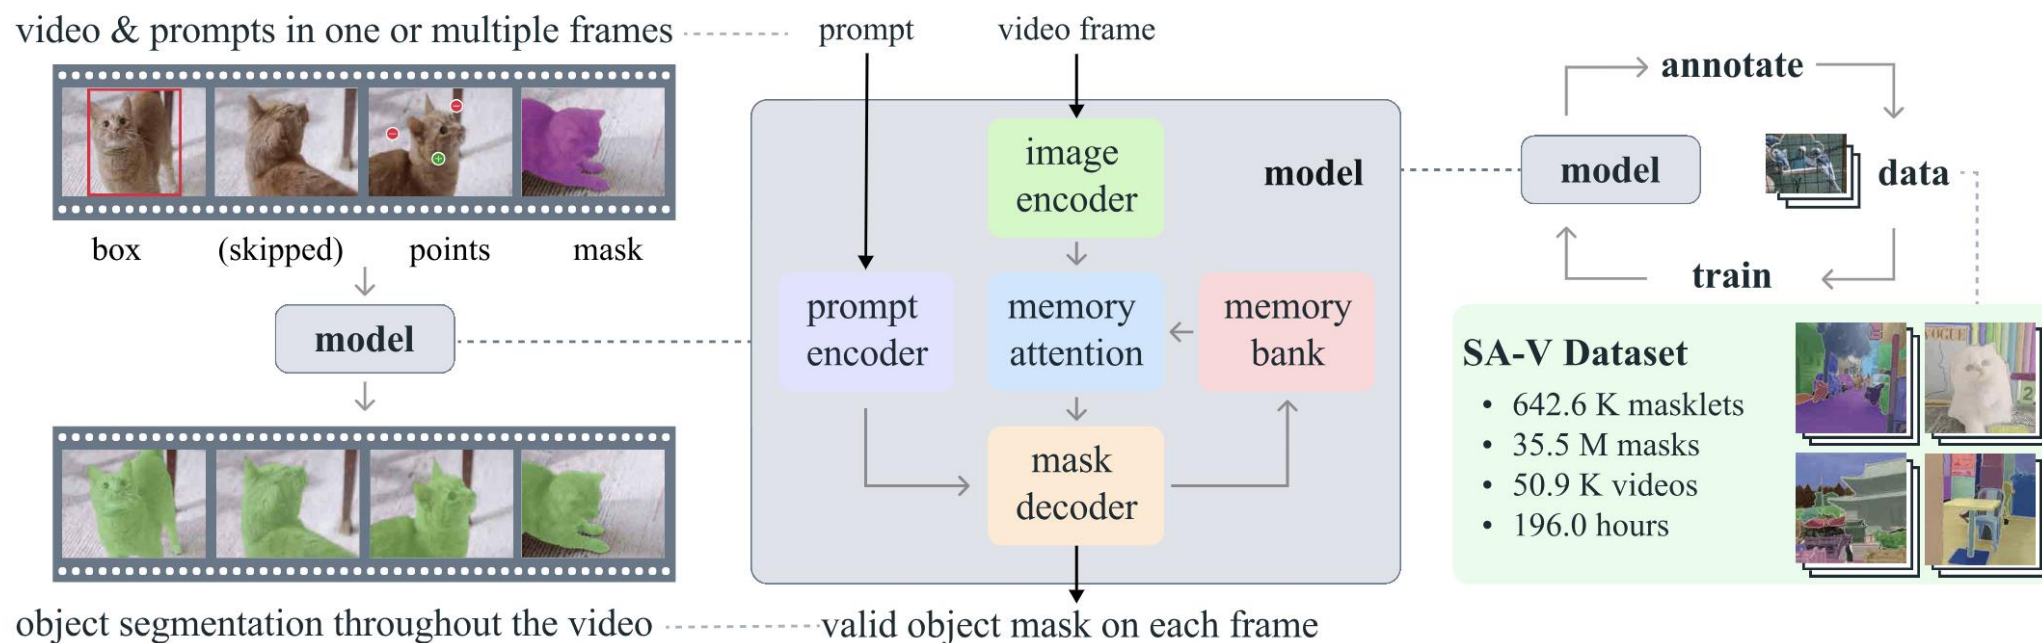 video & prompts in one or multiple frames
box
(skipped)
points
mask
model
object segmentation throughout the video
prompt
video frame
image
encoder
model
prompt
encoder
memory
attention
memory
bank
mask
decoder
valid object mask on each frame
annotate
model
data
train
SA-V Dataset
• 642.6 K masklets
• 35.5 M masks
• 50.9 K videos
• 196.0 hours
VOGUE
2